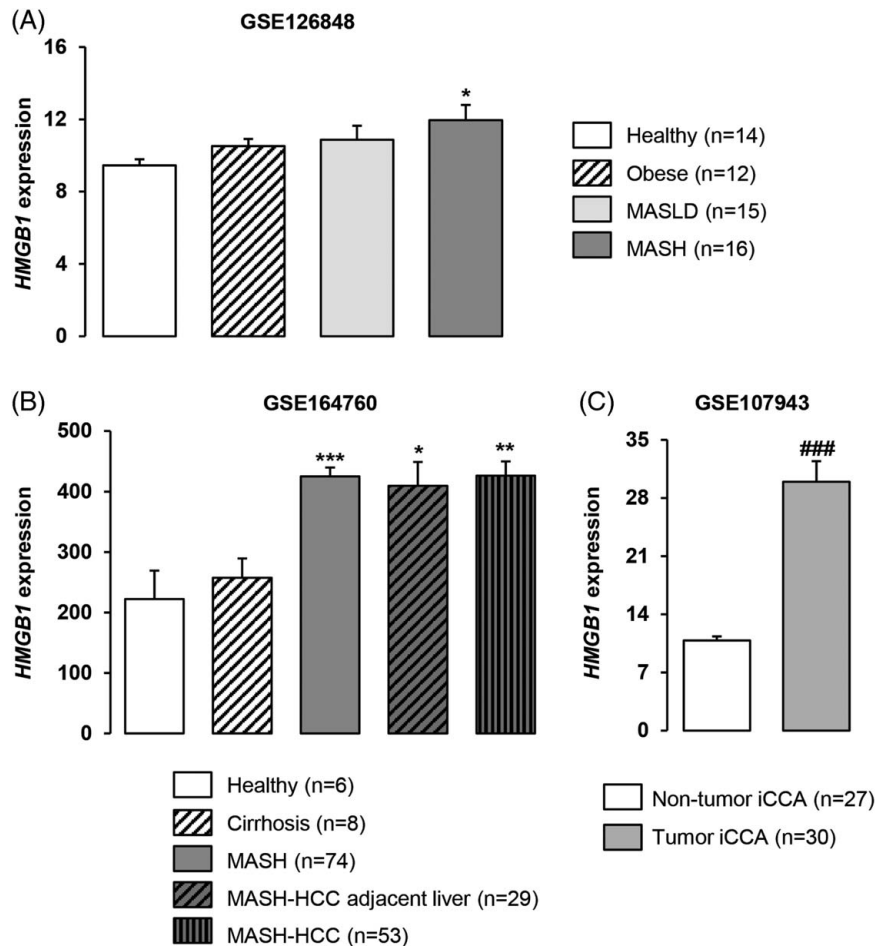 (A)
GSE126848
HMGB1 expression
16
12
8
4
0
*
Healthy (n=14)
Obese (n=12)
MASLD (n=15)
MASH (n=16)
(B)
GSE164760
HMGB1 expression
500
400
300
200
100
0
***
*
**
Healthy (n=6)
Cirrhosis (n=8)
MASH (n=74)
MASH-HCC adjacent liver (n=29)
MASH-HCC (n=53)
(C)
GSE107943
HMGB1 expression
35
28
21
14
7
0
###
Non-tumor iCCA (n=27)
Tumor iCCA (n=30)